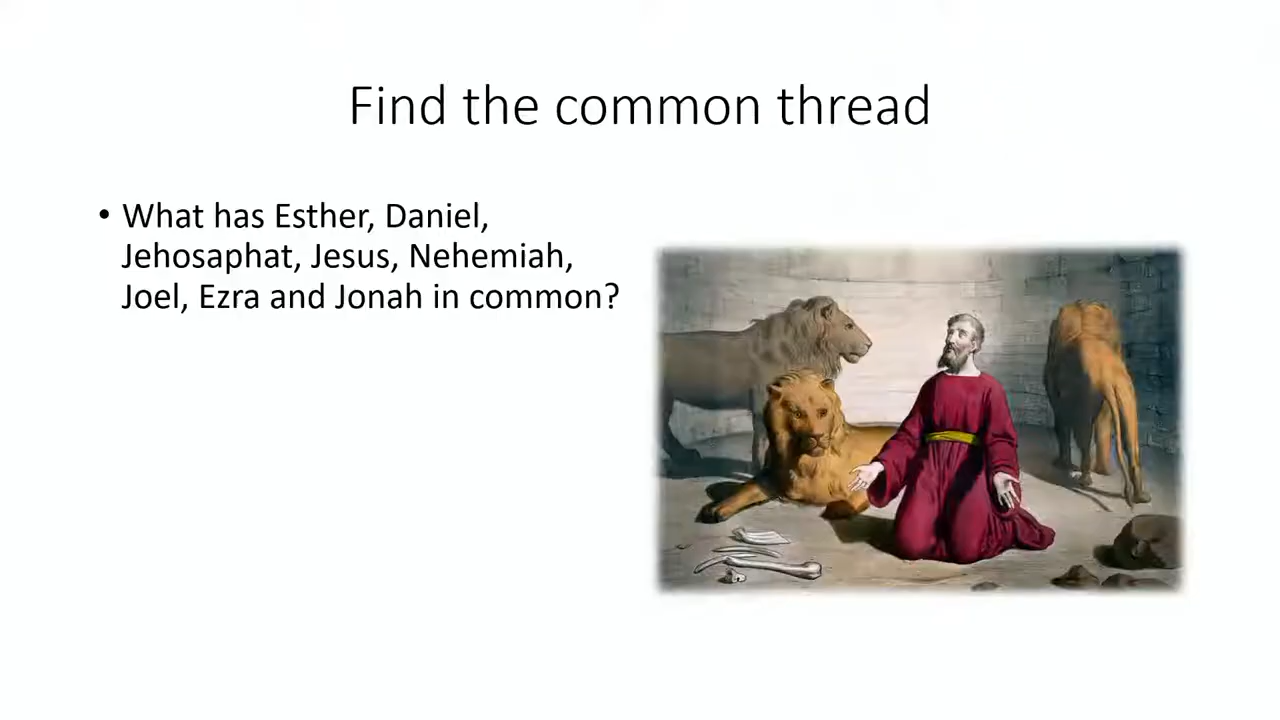 Find the common thread
• What has Esther, Daniel,
Jehosaphat, Jesus, Nehemiah,
Joel, Ezra and Jonah in common?